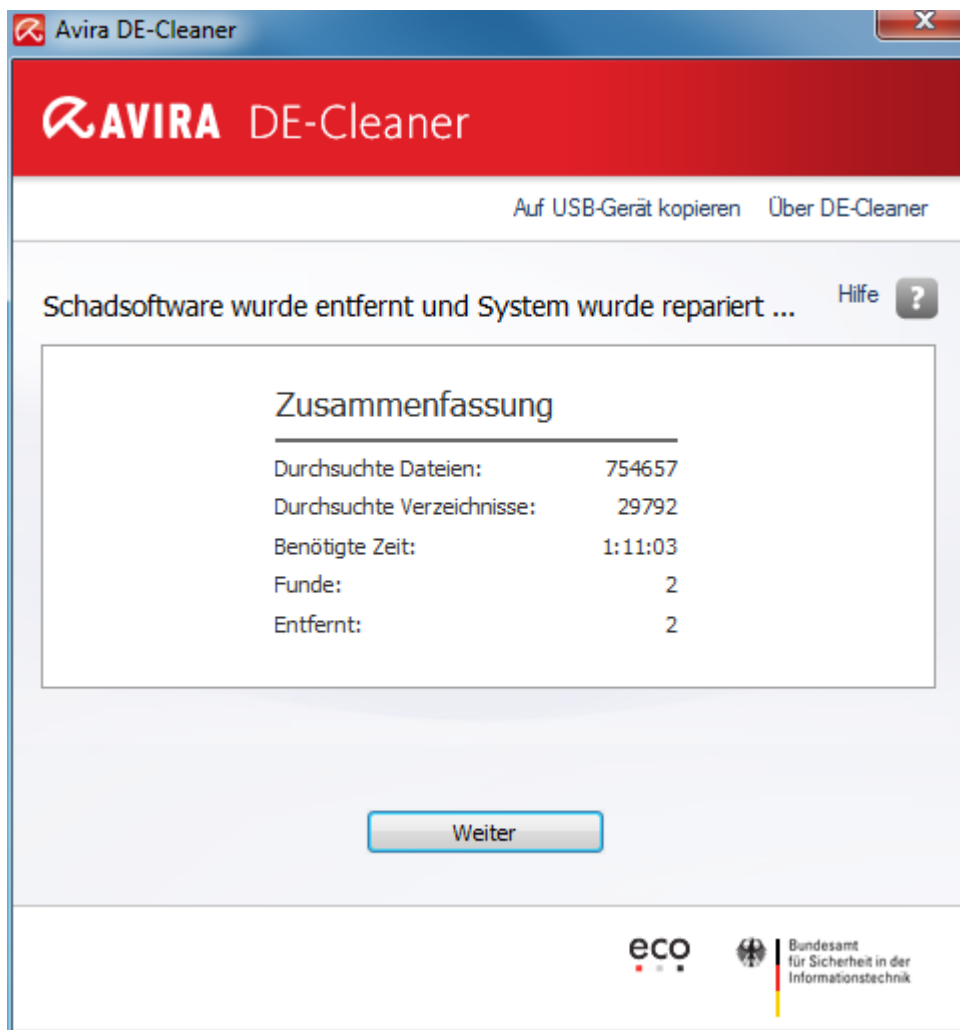 Avira DE-Cleaner
x
AVIRA DE-Cleaner
Auf USB-Gerät kopieren Über DE-Cleaner
Schadsoftware wurde entfernt und System wurde repariert ...
Hilfe ?
Zusammenfassung
Durchsuchte Dateien: 754657
Durchsuchte Verzeichnisse: 29792
Benötigte Zeit: 1:11:03
Funde: 2
Entfernt: 2
Weiter
eco
Bundesamt
für Sicherheit in der
Informationstechnik